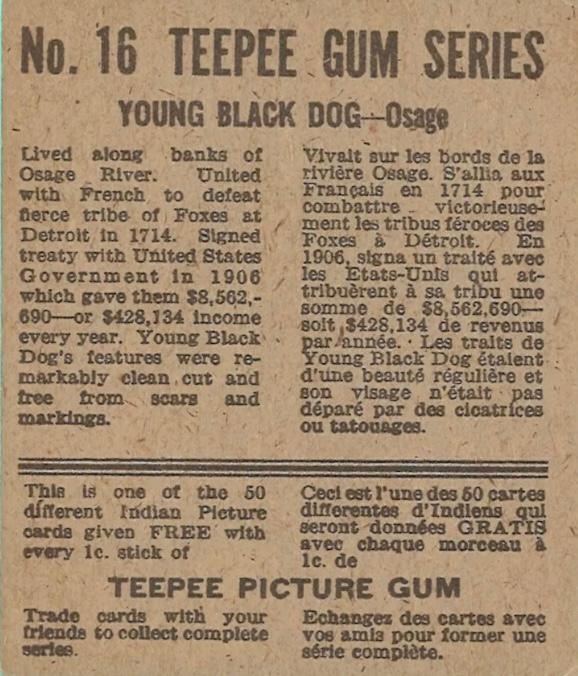 No. 16 TEEPEE GUM SERIES
YOUNG BLACK DOG—Osage
Lived along banks of
Osage River. United
with French to defeat
fierce tribe of Foxes at
Detroit in 1714. Signed
treaty with United States
Government in 1906
which gave them $8,562,-
690—or $428,134 income
every year. Young Black
Dog's features were re-
markably clean cut and
free from scars and
markings.
Vivait sur les bords de la
rivière Osage. S'allia aux
Français en 1714 pour
combattre victorieuse-
ment les tribus féroces des
Foxes à Détroit. En
1906, signa un traité avec
les Etats-Unis qui at-
tribuèrent à sa tribu une
somme de $8,562,690—
soit $428,134 de revenus
par année. Les traits de
Young Black Dog étaient
d'une beauté régulière et
son visage n'était pas
déparé par des cicatrices
ou tatouages.
This is one of the 50
different Indian Picture
cards given FREE with
every 1c. stick of
Ceci est l'une des 50 cartes
differentes d'Indiens qui
seront données GRATIS
avec chaque morceau à
1c. de
TEEPEE PICTURE GUM
Trade cards with your
friends to collect complete
series.
Echangez des cartes avec
vos amis pour former une
série complète.